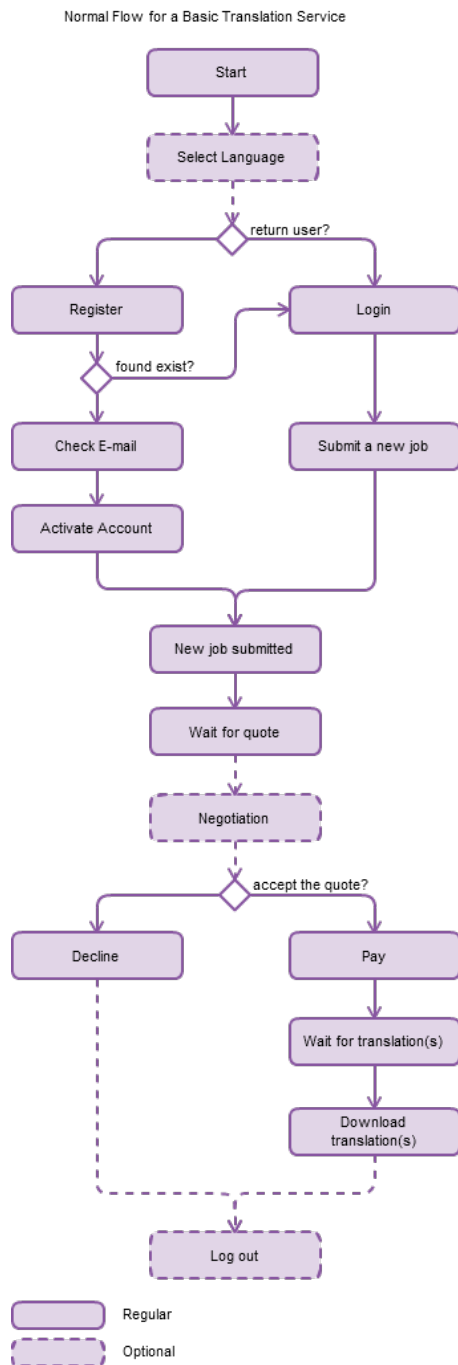 Normal Flow for a Basic Translation Service
Start
Select Language
return user?
Register
Login
found exist?
Check E-mail
Submit a new job
Activate Account
New job submitted
Wait for quote
Negotiation
accept the quote?
Decline
Pay
Wait for translation(s)
Download
translation(s)
Log out
Regular
Optional